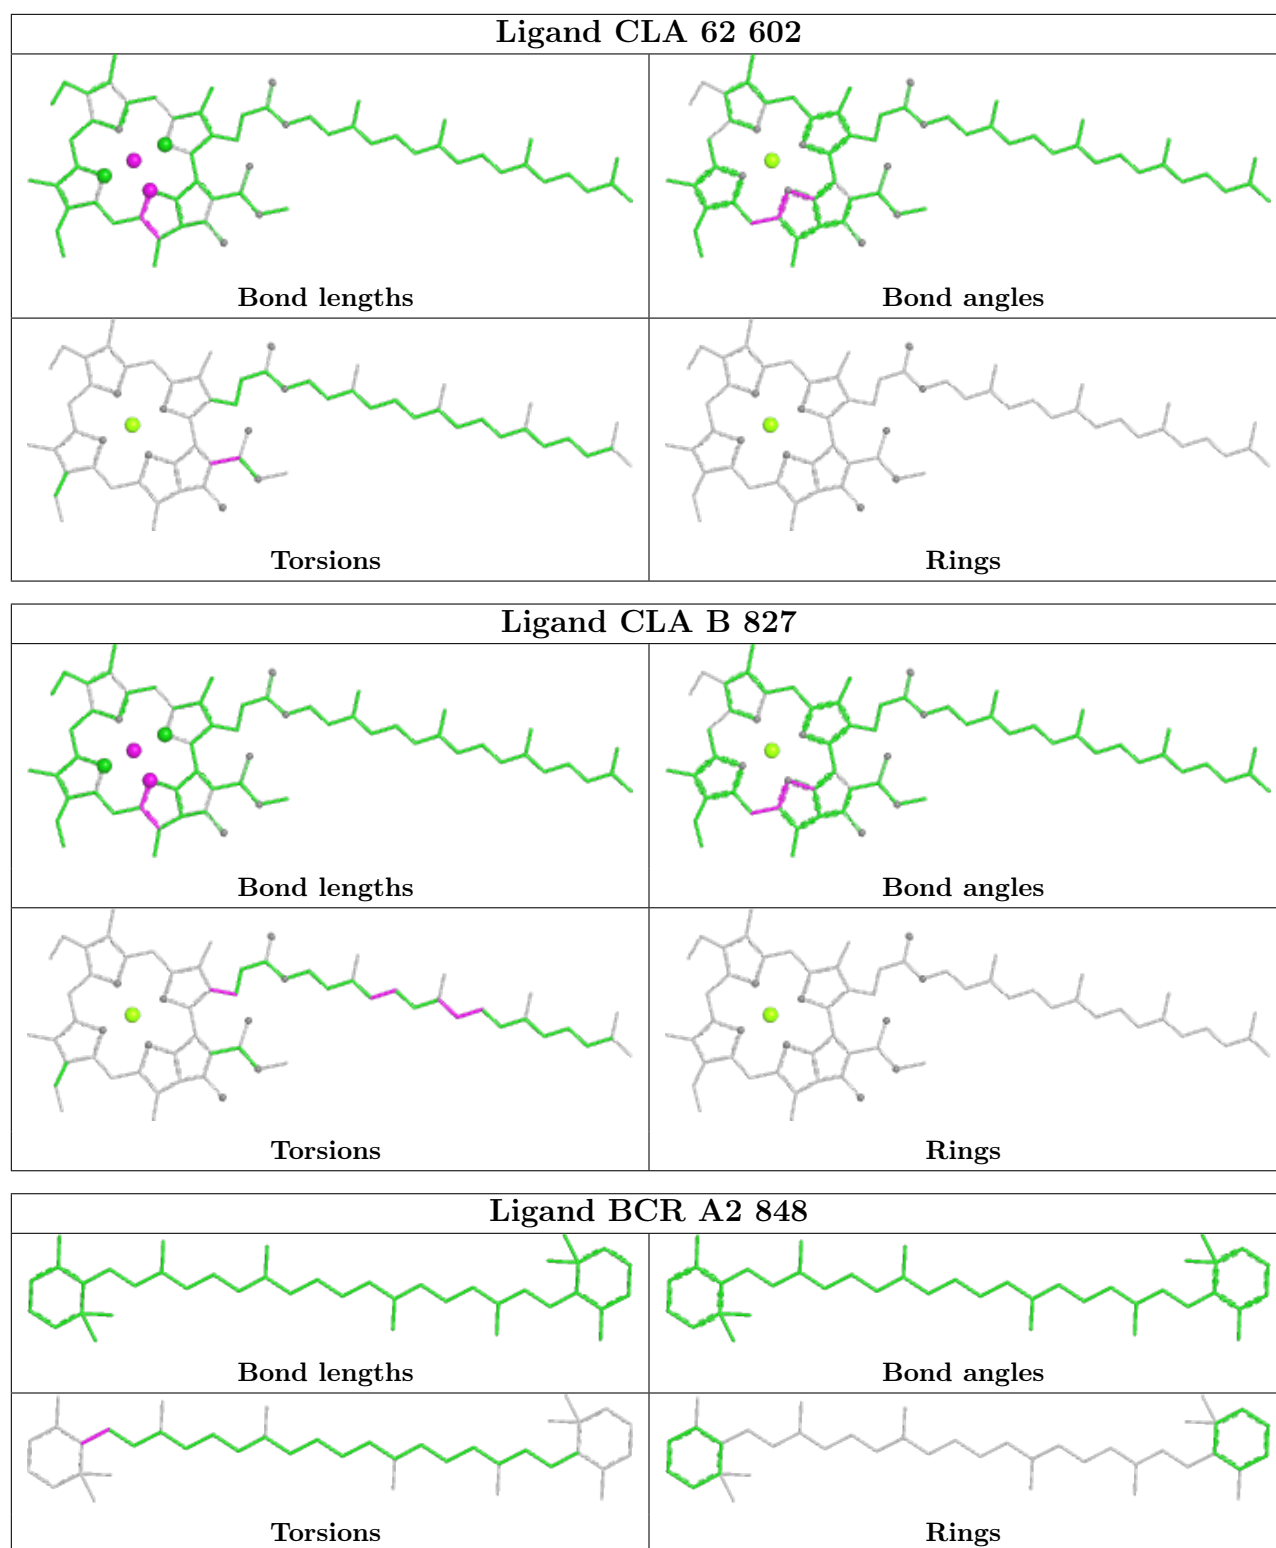 Ligand CLA 62 602
Bond lengths
Bond angles
Torsions
Rings
Ligand CLA B 827
Bond lengths
Bond angles
Torsions
Rings
Ligand BCR A2 848
Bond lengths
Bond angles
Torsions
Rings